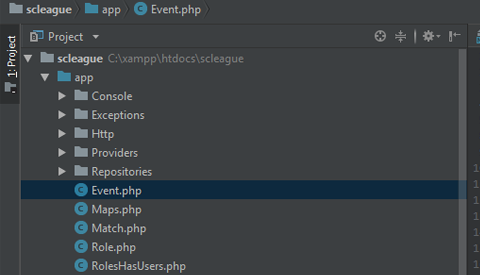 scleague app Event.php
1: Project
Project
scleague C:\xampp\htdocs\scleague
app
Console
Exceptions
Http
Providers
Repositories
Event.php
Maps.php
Match.php
Role.php
RolesHasUsers.php